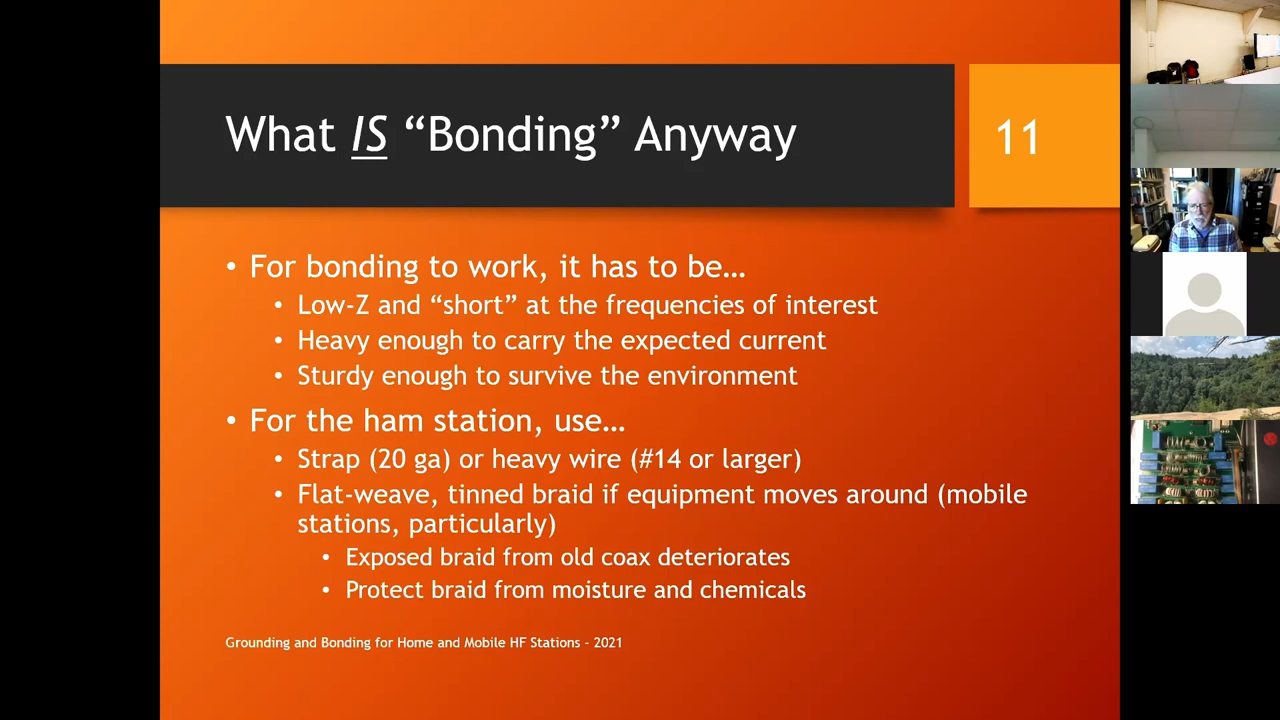 What IS “Bonding” Anyway
11
• For bonding to work, it has to be…
• Low-Z and “short” at the frequencies of interest
• Heavy enough to carry the expected current
• Sturdy enough to survive the environment
• For the ham station, use…
• Strap (20 ga) or heavy wire (#14 or larger)
• Flat-weave, tinned braid if equipment moves around (mobile
stations, particularly)
• Exposed braid from old coax deteriorates
• Protect braid from moisture and chemicals
Grounding and Bonding for Home and Mobile HF Stations - 2021